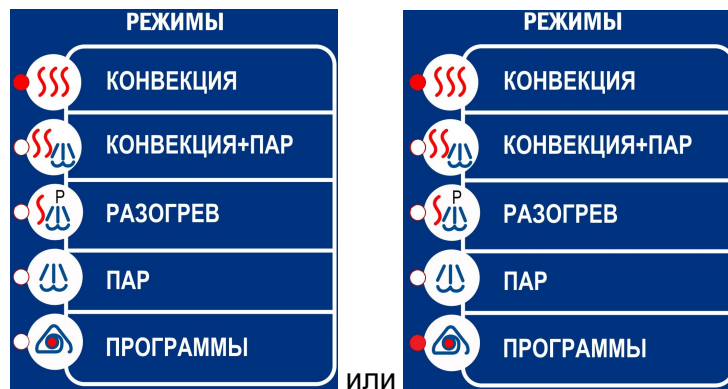 РЕЖИМЫ
КОНВЕКЦИЯ
КОНВЕКЦИЯ+ПАР
P
РАЗОГРЕВ
ПАР
ПРОГРАММЫ
или
РЕЖИМЫ
КОНВЕКЦИЯ
КОНВЕКЦИЯ+ПАР
P
РАЗОГРЕВ
ПАР
ПРОГРАММЫ